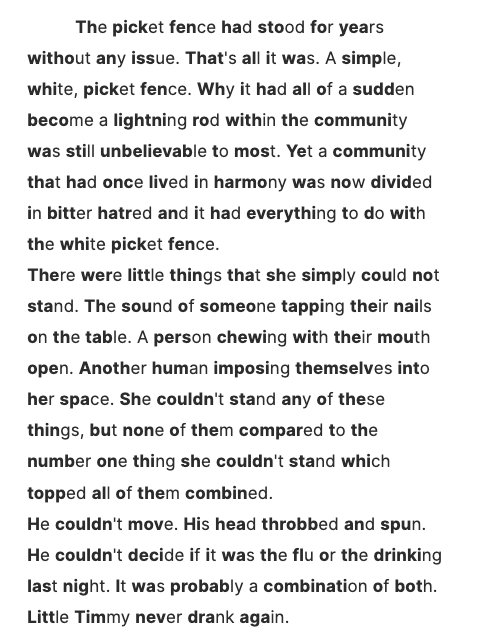 The picket fence had stood for years
without any issue. That's all it was. A simple,
white, picket fence. Why it had all of a sudden
become a lightning rod within the community
was still unbelievable to most. Yet a community
that had once lived in harmony was now divided
in bitter hatred and it had everything to do with
the white picket fence.
There were little things that she simply could not
stand. The sound of someone tapping their nails
on the table. A person chewing with their mouth
open. Another human imposing themselves into
her space. She couldn't stand any of these
things, but none of them compared to the
number one thing she couldn't stand which
topped all of them combined.
He couldn't move. His head throbbed and spun.
He couldn't decide if it was the flu or the drinking
last night. It was probably a combination of both.
Little Timmy never drank again.